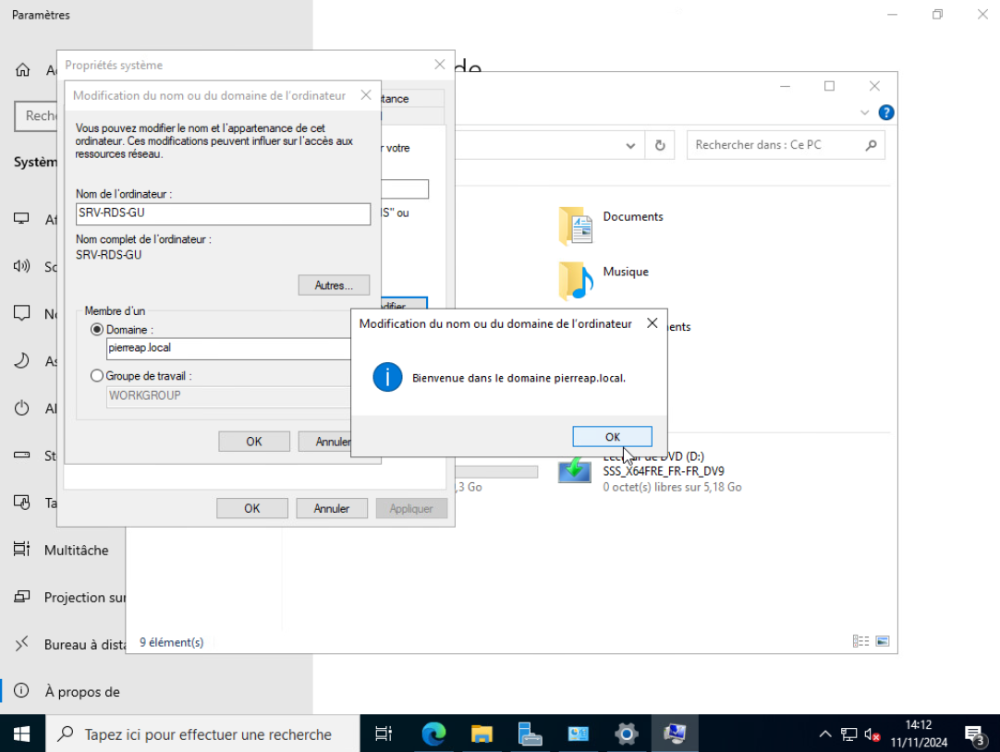 Paramètres
Propriétés système
de
Modification du nom ou du domaine de l'ordinateur
tance
Rech
Vous pouvez modifier le nom et l'appartenance de cet
ordinateur. Ces modifications peuvent influer sur l'accès aux
ressources réseau.
r votre
Rechercher dans : Ce PC
Systèm
Nom de l'ordinateur :
SRV-RDS-GU
S" ou
Documents
Af
Nom complet de l'ordinateur :
SRV-RDS-GU
So
Musique
Autres...
difier
Membre d'un
No
Domaine :
pierreap.local
Modification du nom ou du domaine de l'ordinateur
ents
As
Groupe de travail :
WORKGROUP
Bienvenue dans le domaine pierreap.local.
Al
OK
Annuler
OK
St
Lecteur de DVD (D:)
SSS_X64FRE_FR-FR_DV9
,3 Go
0 octet(s) libres sur 5,18 Go
Ta
OK
Annuler
Appliquer
Multitâche
Projection sur
Bureau à dista
9 élément(s)
À propos de
Tapez ici pour effectuer une recherche
14:12
11/11/2024
3